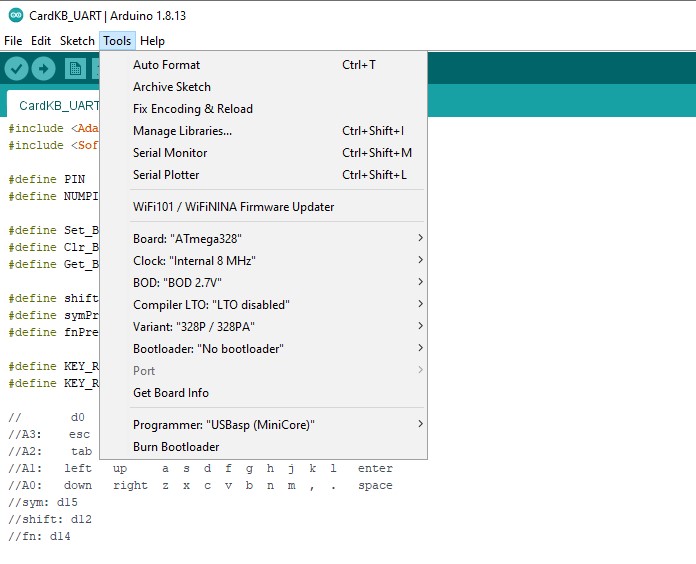 CardKB_UART | Arduino 1.8.13
File Edit Sketch Tools Help
CardKB_UART
Auto Format Ctrl+T
Archive Sketch
Fix Encoding & Reload
Manage Libraries... Ctrl+Shift+I
Serial Monitor Ctrl+Shift+M
Serial Plotter Ctrl+Shift+L
WiFi101 / WiFiNINA Firmware Updater
Board: "ATmega328"
Clock: "Internal 8 MHz"
BOD: "BOD 2.7V"
Compiler LTO: "LTO disabled"
Variant: "328P / 328PA"
Bootloader: "No bootloader"
Port
Get Board Info
Programmer: "USBasp (MiniCore)"
Burn Bootloader
#include <Ada
#include <Sof
#define PIN
#define NUMPI
#define Set_B
#define Clr_B
#define Get_B
#define shift
#define symPr
#define fnPre
#define KEY_R
#define KEY_R
// d0
//A3: esc
//A2: tab
//A1: left up a s d f g h j k l enter
//A0: down right z x c v b n m , . space
//sym: d15
//shift: d12
//fn: d14